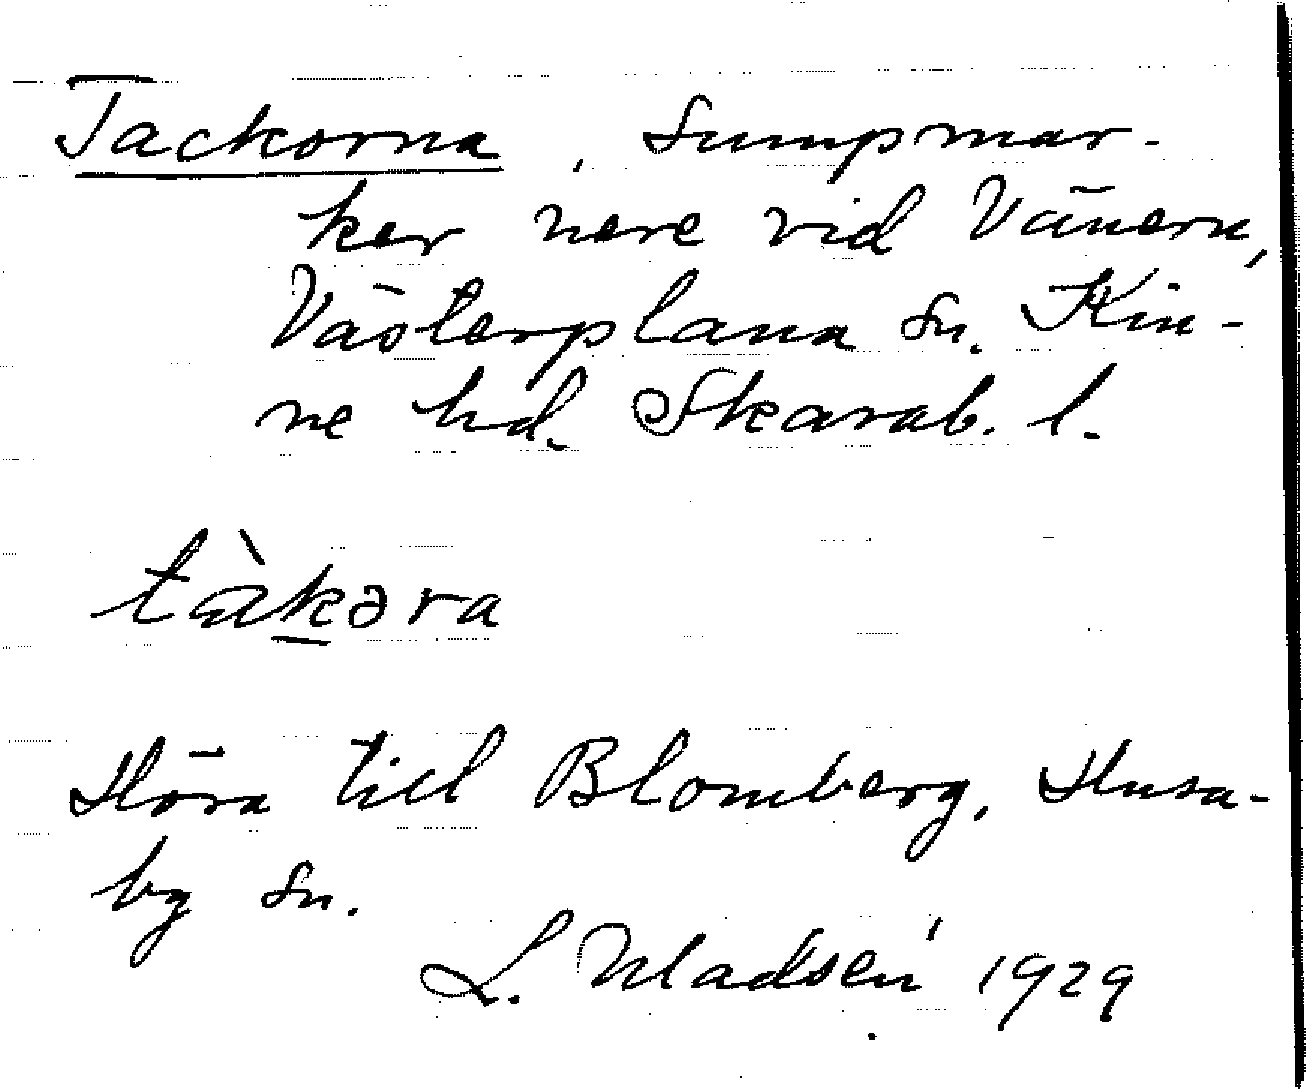 Tackorna, Sumpmar-
ker nere vid Vänern,
Västerplana sn. Kin-
ne hd. Skarab. l.
tàkəra
Höra till Blomberg, Husa-
by sn.
L. Madsén 1929